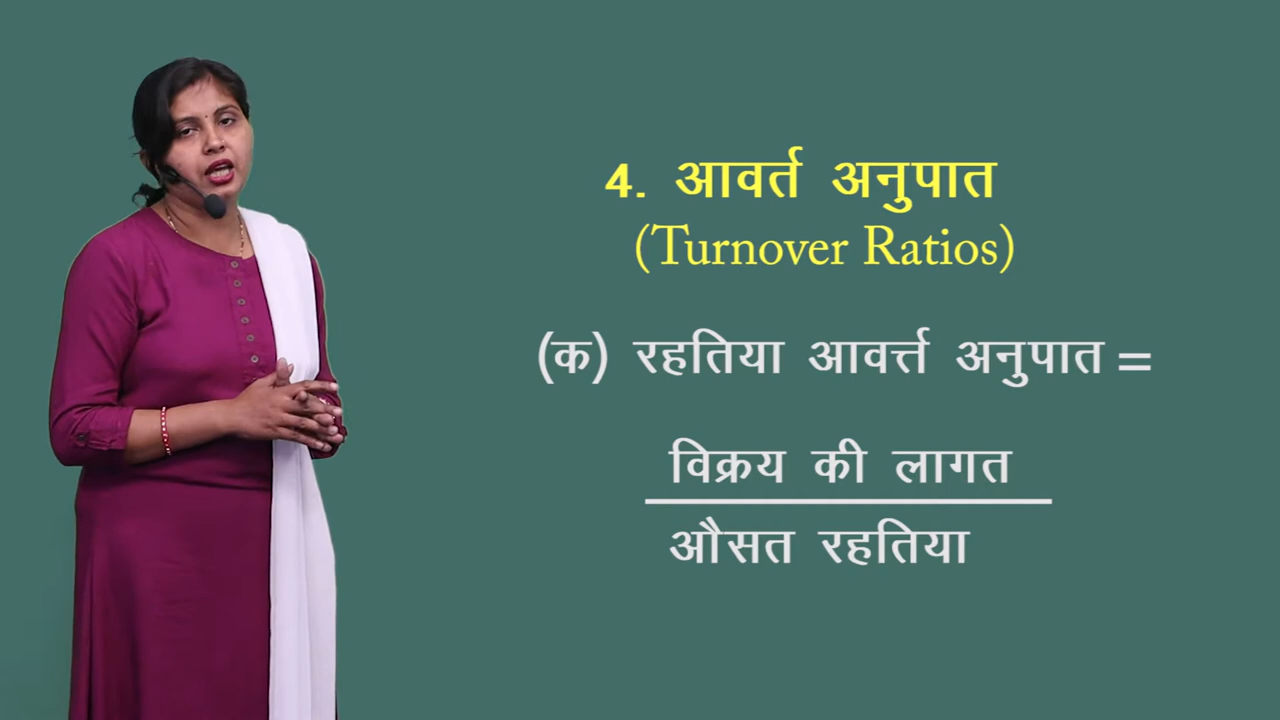 4. आवर्त अनुपात
(Turnover Ratios)
(क) रहतिया आवर्त्त अनुपात =
विक्रय की लागत
औसत रहतिया